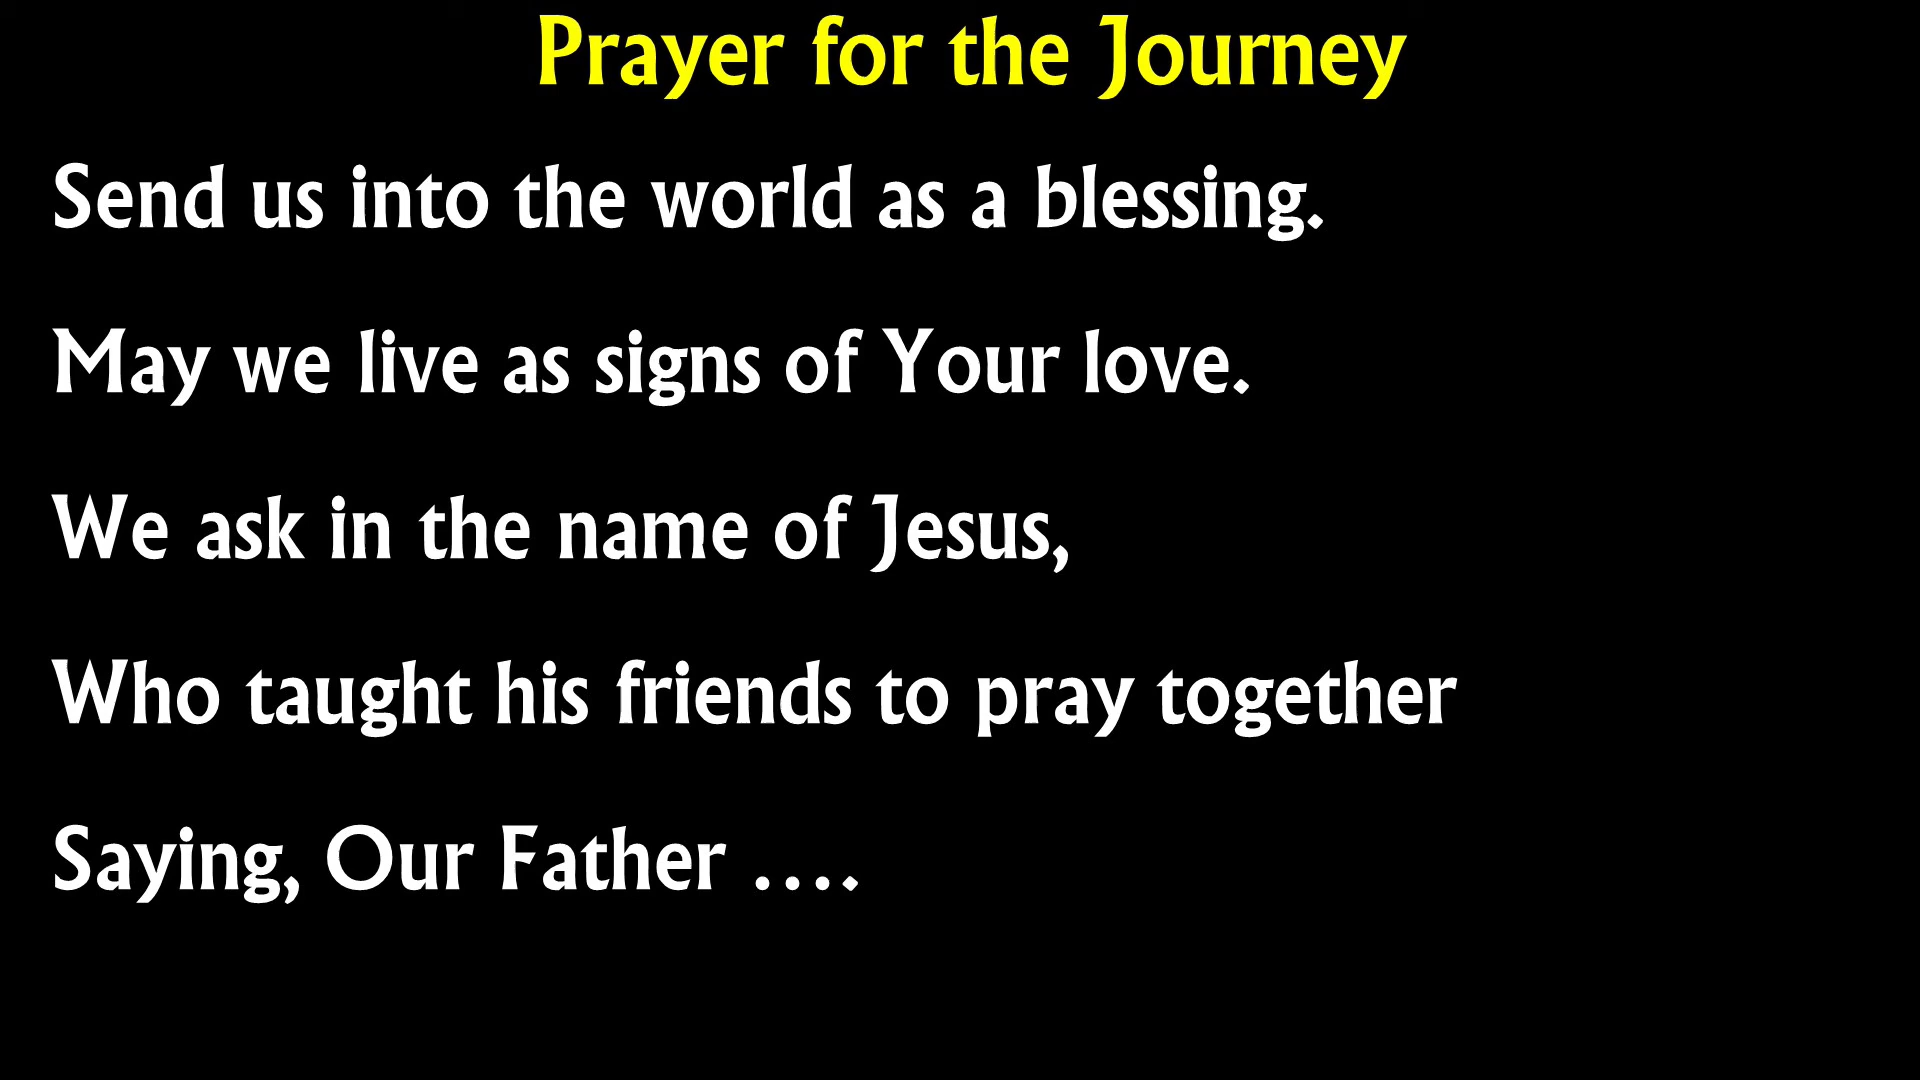 Prayer for the Journey
Send us into the world as a blessing.
May we live as signs of Your love.
We ask in the name of Jesus,
Who taught his friends to pray together
Saying, Our Father ….